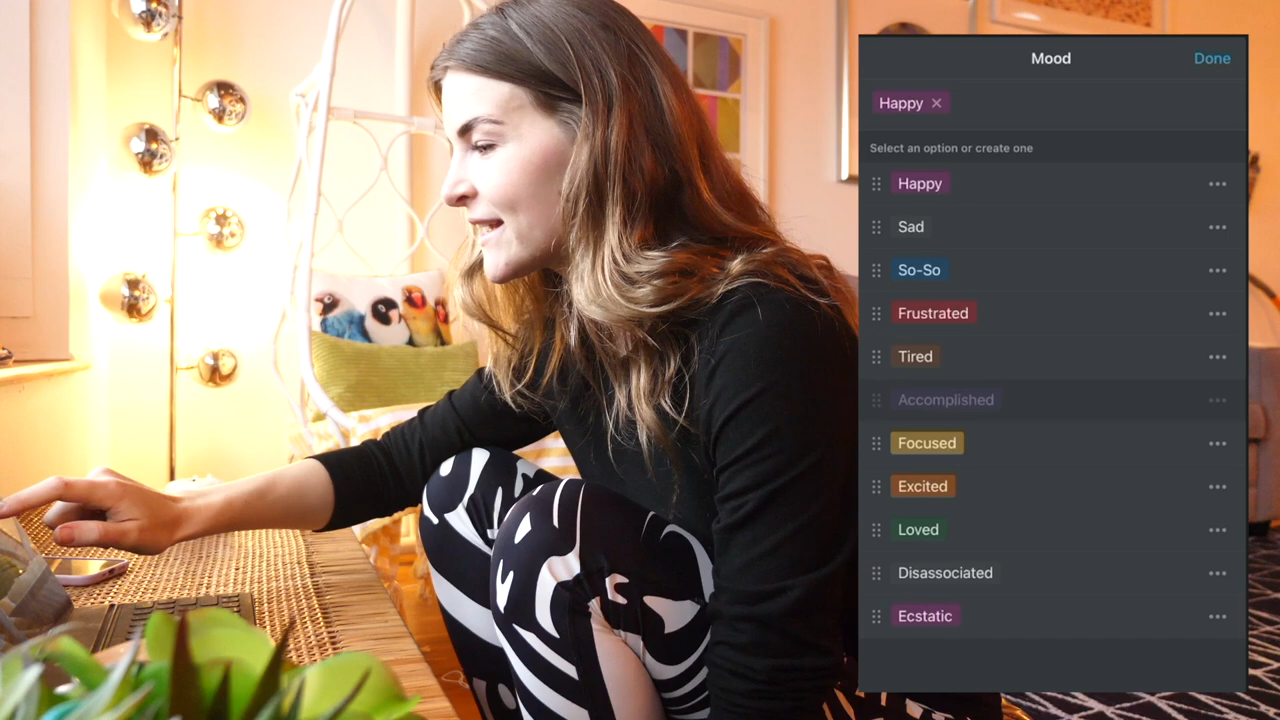 Mood
Done
Happy ×
Select an option or create one
Happy
Sad
So-So
Frustrated
Tired
Accomplished
Focused
Excited
Loved
Disassociated
Ecstatic